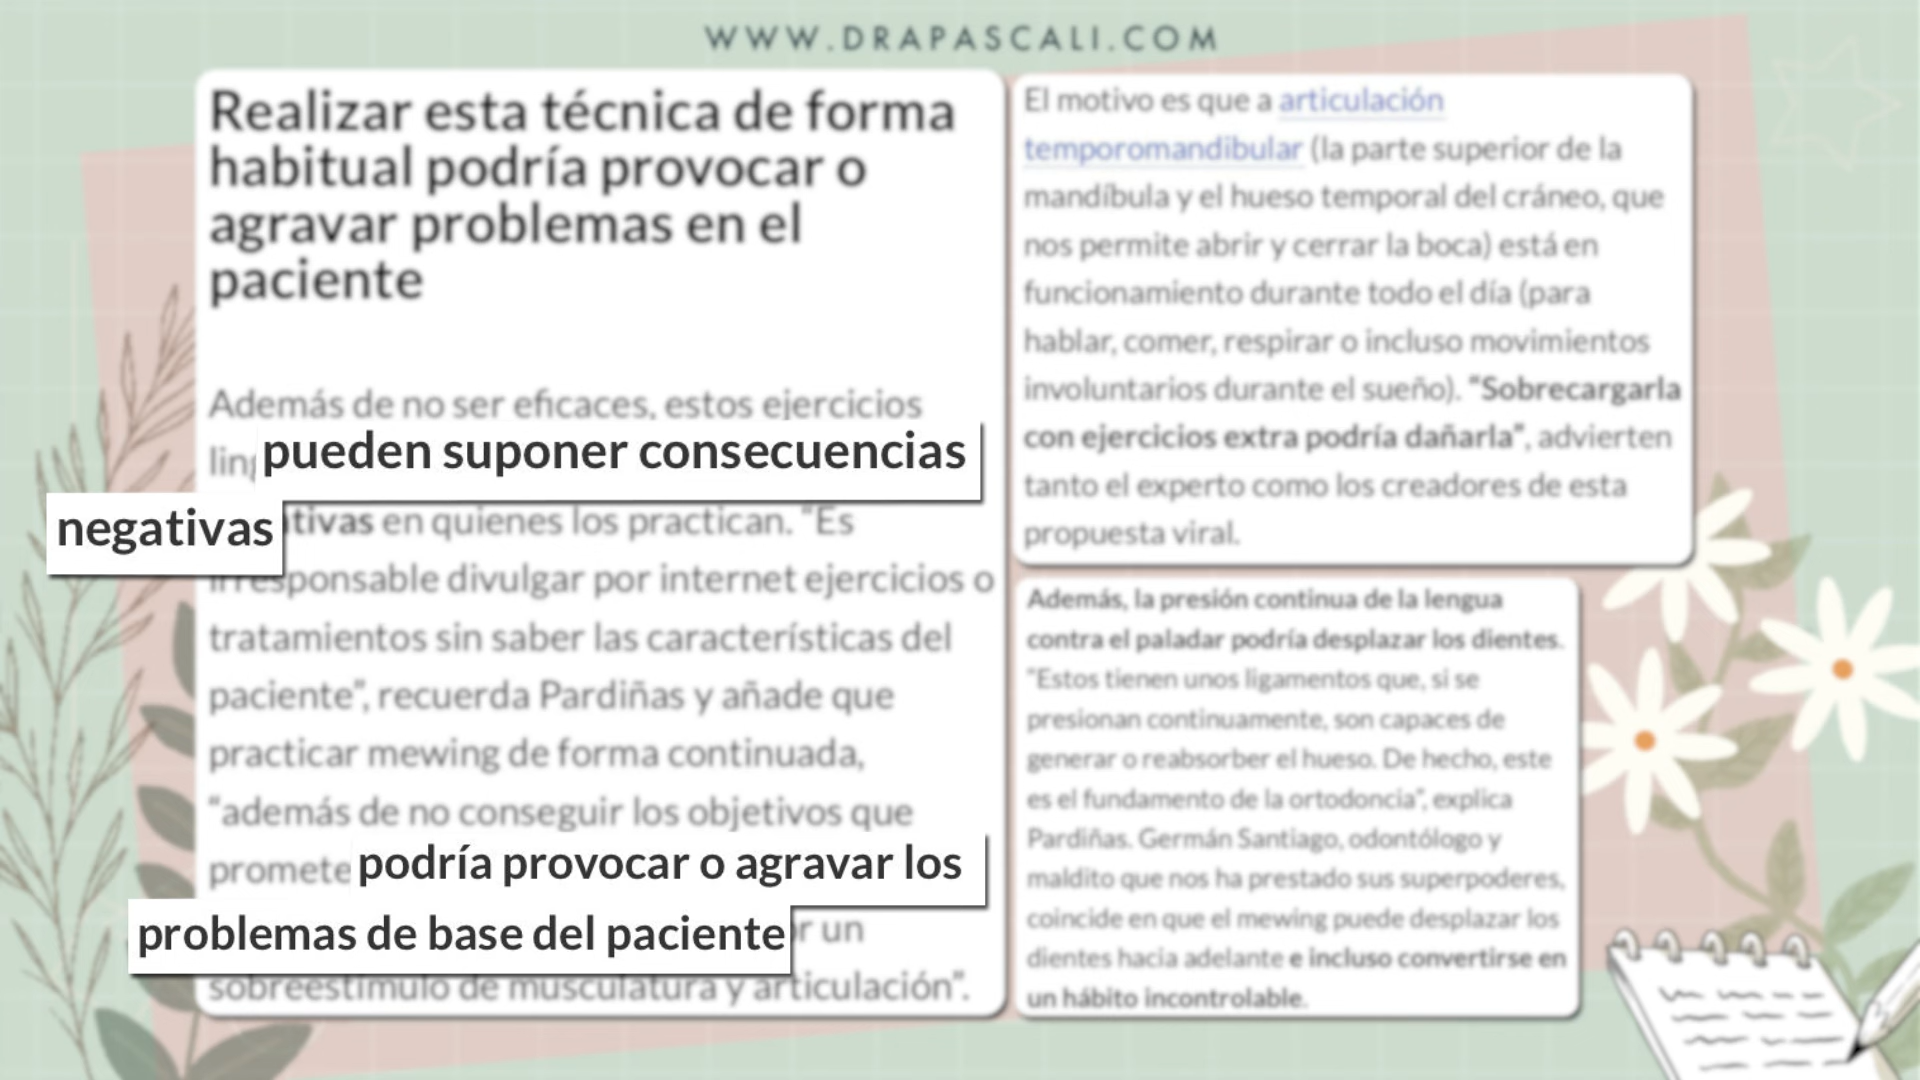 WWW.DRAPASCALI.COM
Realizar esta técnica de forma
habitual podría provocar o
agravar problemas en el
paciente
Además de no ser eficaces, estos ejercicios
pueden suponer consecuencias
negativas
en quienes los practican. “Es
irresponsable divulgar por internet ejercicios o
tratamientos sin saber las características del
paciente”, recuerda Pardiñas y añade que
practicar mewing de forma continuada,
“además de no conseguir los objetivos que
promete
podría provocar o agravar los
problemas de base del paciente
un
sobreestímulo de musculatura y articulación”.
El motivo es que a articulación
temporomandibular (la parte superior de la
mandíbula y el hueso temporal del cráneo, que
nos permite abrir y cerrar la boca) está en
funcionamiento durante todo el día (para
hablar, comer, respirar o incluso movimientos
involuntarios durante el sueño). “Sobrecargarla
con ejercicios extra podría dañarla”, advierten
tanto el experto como los creadores de esta
propuesta viral.
Además, la presión continua de la lengua
contra el paladar podría desplazar los dientes.
“Estos tienen unos ligamentos que, si se
presionan continuamente, son capaces de
generar o reabsorber el hueso. De hecho, este
es el fundamento de la ortodoncia”, explica
Pardiñas. Germán Santiago, odontólogo y
maldito que nos ha prestado sus superpoderes,
coincide en que el mewing puede desplazar los
dientes hacia adelante e incluso convertirse en
un hábito incontrolable.